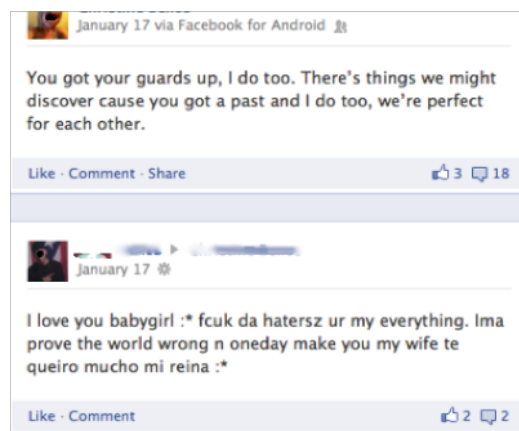 January 17 via Facebook for Android
You got your guards up, I do too. There's things we might
discover cause you got a past and I do too, we're perfect
for each other.
Like · Comment · Share 3 18
January 17
I love you babygirl :* fcuk da hatersz ur my everything. Ima
prove the world wrong n oneday make you my wife te
queiro mucho mi reina :*
Like · Comment 2 2